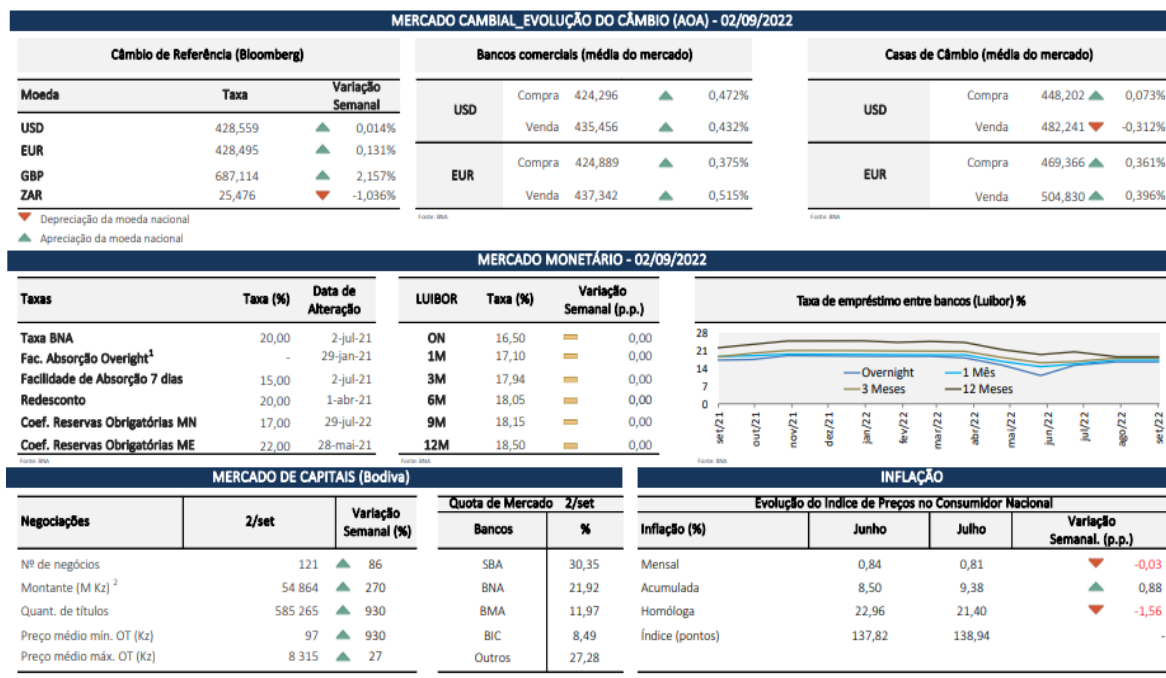 MERCADO CAMBIAL_EVOLUÇÃO DO CÂMBIO (AOA) - 02/09/2022
Câmbio de Referência (Bloomberg)
Moeda Taxa Variação Semanal
USD 428,559 0,014%
EUR 428,495 0,131%
GBP 687,114 2,157%
ZAR 25,476 -1,036%
Depreciação da moeda nacional
Apreciação da moeda nacional
Bancos comerciais (média do mercado)
USD Compra 424,296 0,472%
Venda 435,456 0,432%
EUR Compra 424,889 0,375%
Venda 437,342 0,515%
Fonte: BNA
Casas de Câmbio (média do mercado)
USD Compra 448,202 0,073%
Venda 482,241 -0,312%
EUR Compra 469,366 0,361%
Venda 504,830 0,396%
Fonte: BNA
MERCADO MONETÁRIO - 02/09/2022
Taxas Taxa (%) Data de Alteração
Taxa BNA 20,00 2-jul-21
Fac. Absorção Overight1 - 29-jan-21
Facilidade de Absorção 7 dias 15,00 2-jul-21
Redesconto 20,00 1-abr-21
Coef. Reservas Obrigatórias MN 17,00 29-jul-22
Coef. Reservas Obrigatórias ME 22,00 28-mai-21
Fonte: BNA
LUIBOR Taxa (%) Variação Semanal (p.p.)
ON 16,50 0,00
1M 17,10 0,00
3M 17,94 0,00
6M 18,05 0,00
9M 18,15 0,00
12M 18,50 0,00
Fonte: BNA
Taxa de empréstimo entre bancos (Luibor) %
28
21
14
7
0
Overnight 1 Mês
3 Meses 12 Meses
set/21 out/21 nov/21 dez/21 jan/22 fev/22 mar/22 abr/22 mai/22 jun/22 jul/22 ago/22 set/22
Fonte: BNA
MERCADO DE CAPITAIS (Bodiva)
Negociações 2/set Variação Semanal (%)
Nº de negócios 121 86
Montante (M Kz) 2 54 864 270
Quant. de títulos 585 265 930
Preço médio mín. OT (Kz) 97 930
Preço médio máx. OT (Kz) 8 315 27
Quota de Mercado 2/set
Bancos %
SBA 30,35
BNA 21,92
BMA 11,97
BIC 8,49
Outros 27,28
INFLAÇÃO
Evolução do Indice de Preços no Consumidor Nacional
Inflação (%) Junho Julho Variação Semanal. (p.p.)
Mensal 0,84 0,81 -0,03
Acumulada 8,50 9,38 0,88
Homóloga 22,96 21,40 -1,56
Índice (pontos) 137,82 138,94 -